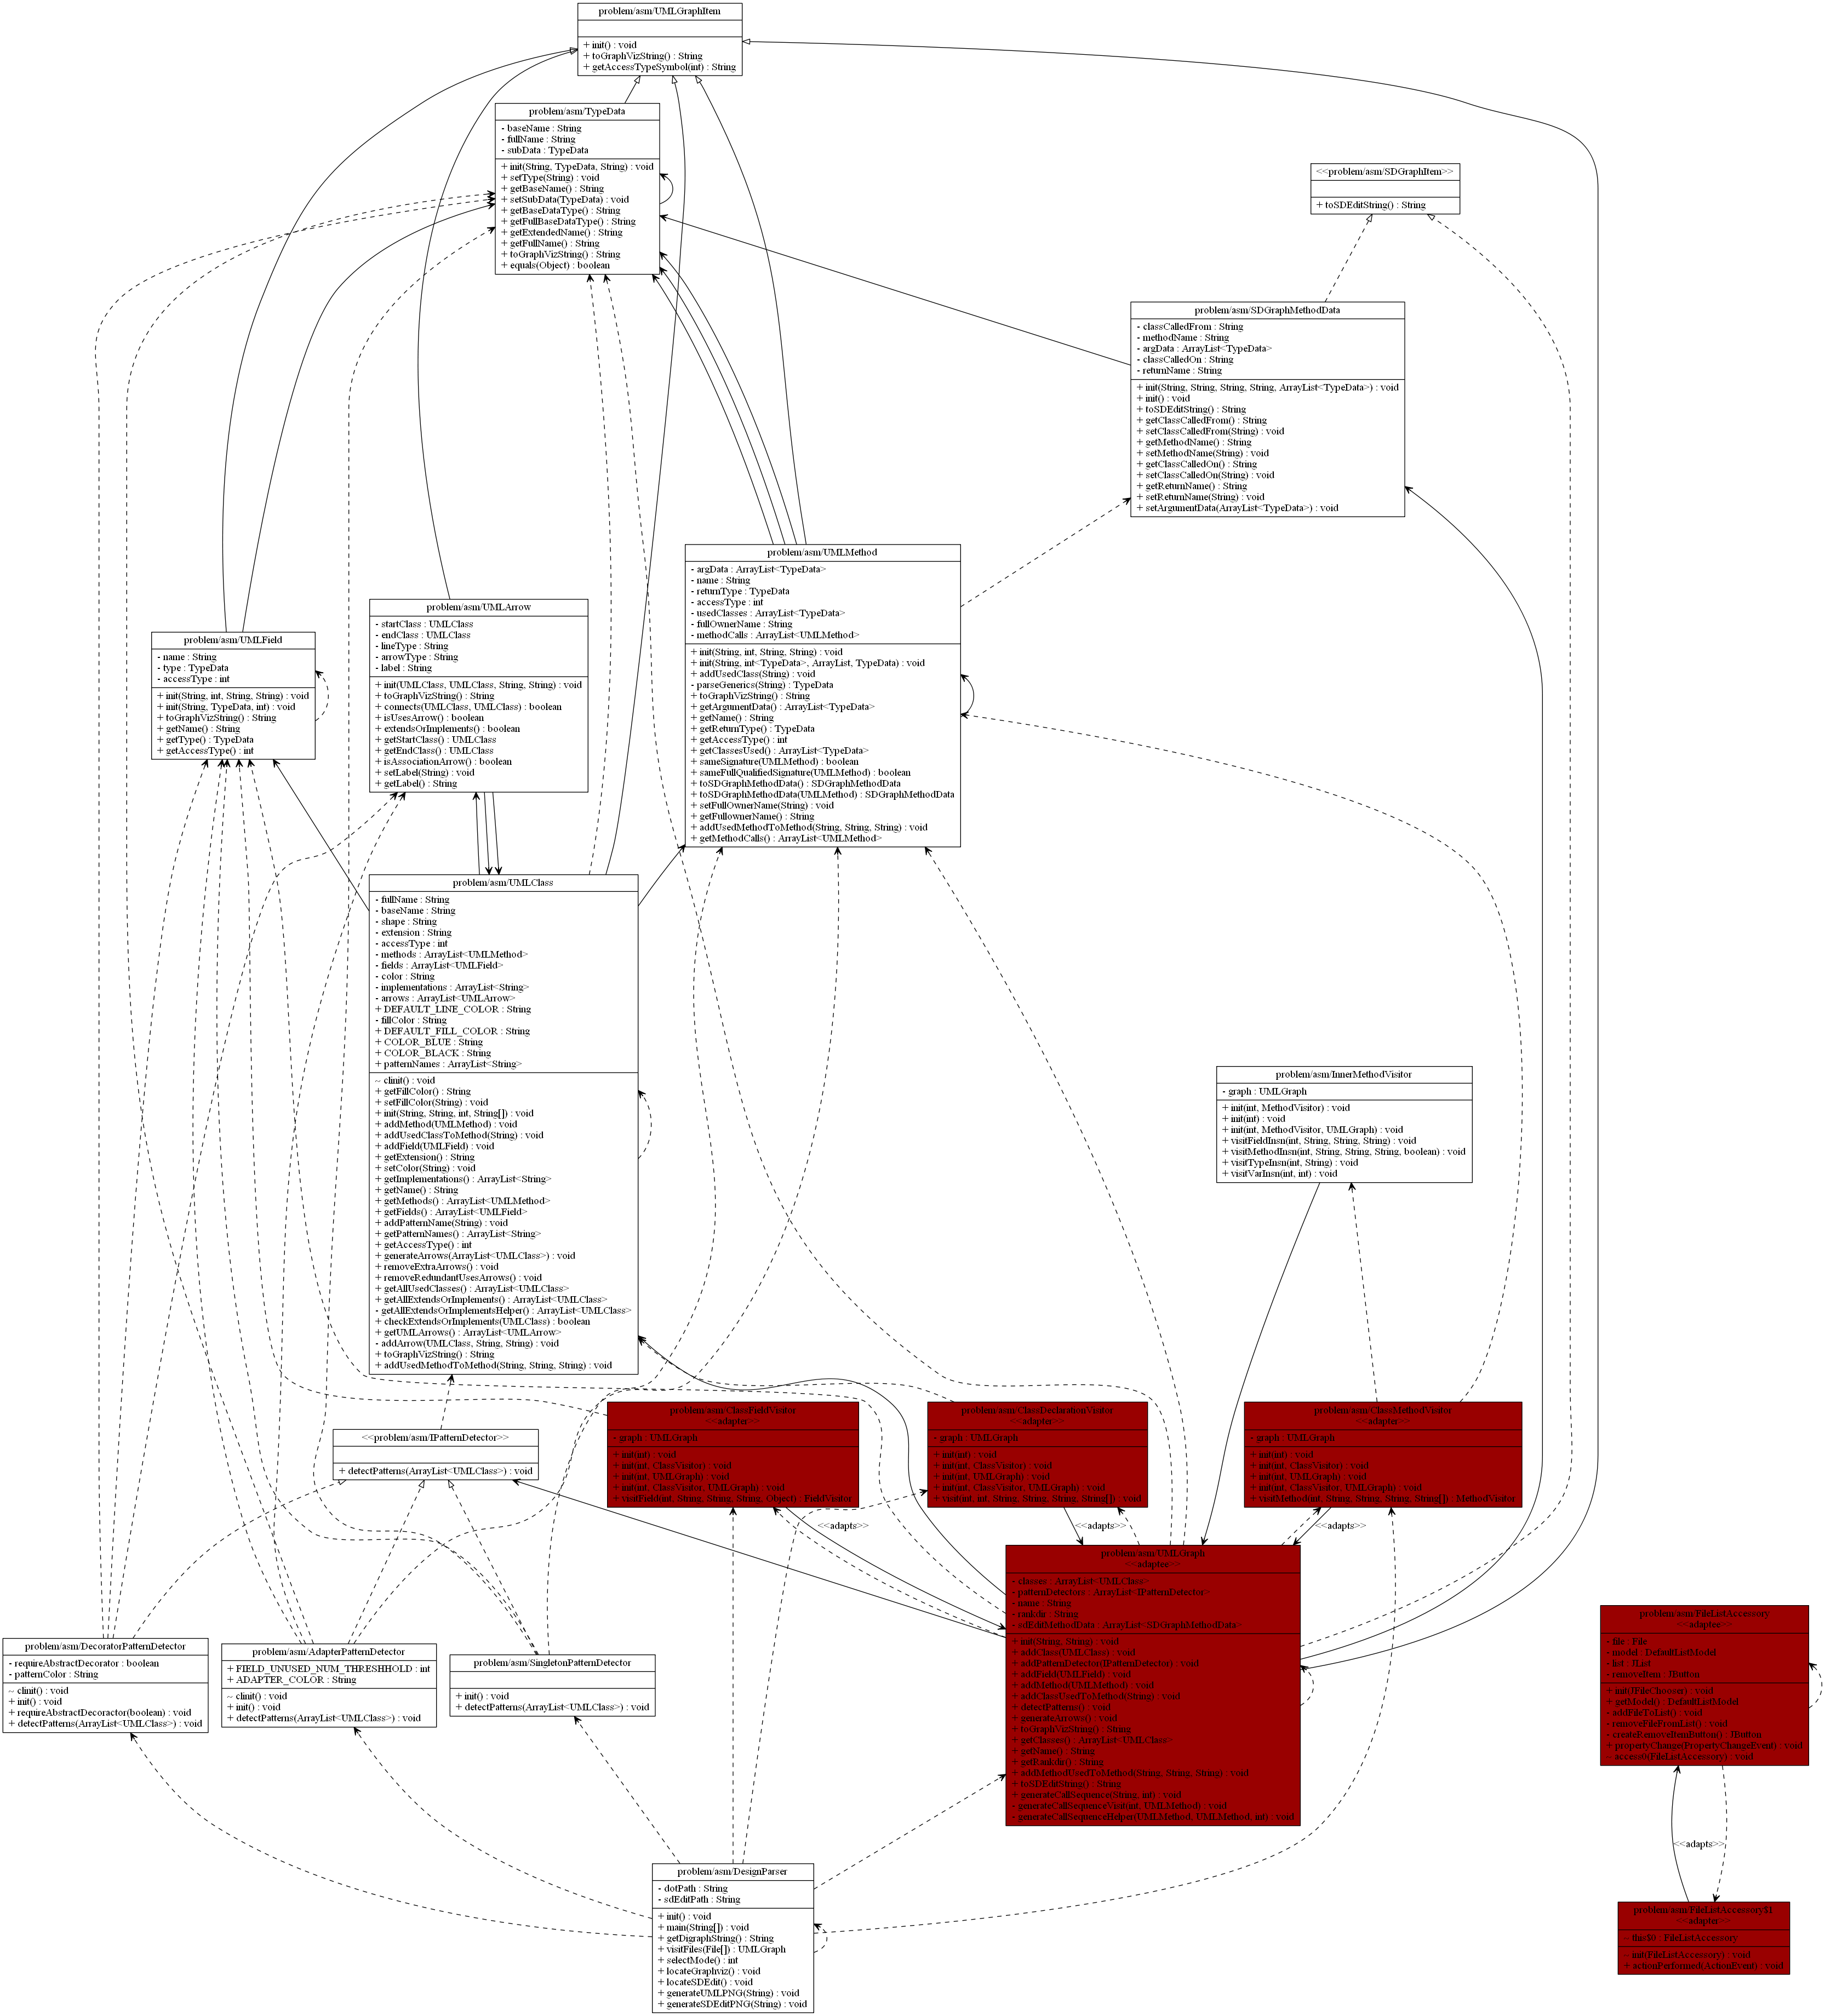 problem/asm/UMLGraphItem
+ init() : void
+ toGraphVizString() : String
+ getAccessTypeSymbol(int) : String
problem/asm/TypeData
- baseName : String
- fullName : String
- subData : TypeData
+ init(String, TypeData, String) : void
+ setType(String) : void
+ getBaseName() : String
+ setSubData(TypeData) : void
+ getBaseDataType() : String
+ getFullBaseDataType() : String
+ getExtendedName() : String
+ getFullName() : String
+ toGraphVizString() : String
+ equals(Object) : boolean
<<problem/asm/SDGraphItem>>
+ toSDEditString() : String
problem/asm/SDGraphMethodData
- classCalledFrom : String
- methodName : String
- argData : ArrayList<TypeData>
- classCalledOn : String
- returnName : String
+ init(String, String, String, String, ArrayList<TypeData>) : void
+ init() : void
+ toSDEditString() : String
+ getClassCalledFrom() : String
+ setClassCalledFrom(String) : void
+ getMethodName() : String
+ setMethodName(String) : void
+ getClassCalledOn() : String
+ setClassCalledOn(String) : void
+ getReturnName() : String
+ setReturnName(String) : void
+ setArgumentData(ArrayList<TypeData>) : void
problem/asm/UMLMethod
- argData : ArrayList<TypeData>
- name : String
- returnType : TypeData
- accessType : int
- usedClasses : ArrayList<TypeData>
- fullOwnerName : String
- methodCalls : ArrayList<UMLMethod>
+ init(String, int, String, String) : void
+ init(String, int<TypeData>, ArrayList, TypeData) : void
+ addUsedClass(String) : void
- parseGenerics(String) : TypeData
+ toGraphVizString() : String
+ getArgumentData() : ArrayList<TypeData>
+ getName() : String
+ getReturnType() : TypeData
+ getAccessType() : int
+ getClassesUsed() : ArrayList<TypeData>
+ sameSignature(UMLMethod) : boolean
+ sameFullQualifiedSignature(UMLMethod) : boolean
+ toSDGraphMethodData() : SDGraphMethodData
+ toSDGraphMethodData(UMLMethod) : SDGraphMethodData
+ setFullOwnerName(String) : void
+ getFullownerName() : String
+ addUsedMethodToMethod(String, String, String) : void
+ getMethodCalls() : ArrayList<UMLMethod>
problem/asm/UMLArrow
- startClass : UMLClass
- endClass : UMLClass
- lineType : String
- arrowType : String
- label : String
+ init(UMLClass, UMLClass, String, String) : void
+ toGraphVizString() : String
+ connects(UMLClass, UMLClass) : boolean
+ isUsesArrow() : boolean
+ extendsOrImplements() : boolean
+ getStartClass() : UMLClass
+ getEndClass() : UMLClass
+ isAssociationArrow() : boolean
+ setLabel(String) : void
+ getLabel() : String
problem/asm/UMLField
- name : String
- type : TypeData
- accessType : int
+ init(String, int, String, String) : void
+ init(String, TypeData, int) : void
+ toGraphVizString() : String
+ getName() : String
+ getType() : TypeData
+ getAccessType() : int
problem/asm/UMLClass
- fullName : String
- baseName : String
- shape : String
- extension : String
- accessType : int
- methods : ArrayList<UMLMethod>
- fields : ArrayList<UMLField>
- color : String
- implementations : ArrayList<String>
- arrows : ArrayList<UMLArrow>
+ DEFAULT_LINE_COLOR : String
- fillColor : String
+ DEFAULT_FILL_COLOR : String
+ COLOR_BLUE : String
+ COLOR_BLACK : String
+ patternNames : ArrayList<String>
~ clinit() : void
+ getFillColor() : String
+ setFillColor(String) : void
+ init(String, String, int, String[]) : void
+ addMethod(UMLMethod) : void
+ addUsedClassToMethod(String) : void
+ addField(UMLField) : void
+ getExtension() : String
+ setColor(String) : void
+ getImplementations() : ArrayList<String>
+ getName() : String
+ getMethods() : ArrayList<UMLMethod>
+ getFields() : ArrayList<UMLField>
+ addPatternName(String) : void
+ getPatternNames() : ArrayList<String>
+ getAccessType() : int
+ generateArrows(ArrayList<UMLClass>) : void
+ removeExtraArrows() : void
+ removeRedundantUsesArrows() : void
+ getAllUsedClasses() : ArrayList<UMLClass>
+ getAllExtendsOrImplements() : ArrayList<UMLClass>
- getAllExtendsOrImplementsHelper() : ArrayList<UMLClass>
+ checkExtendsOrImplements(UMLClass) : boolean
+ getUMLArrows() : ArrayList<UMLArrow>
- addArrow(UMLClass, String, String) : void
+ toGraphVizString() : String
+ addUsedMethodToMethod(String, String, String) : void
problem/asm/InnerMethodVisitor
- graph : UMLGraph
+ init(int, MethodVisitor) : void
+ init(int) : void
+ init(int, MethodVisitor, UMLGraph) : void
+ visitFieldInsn(int, String, String, String) : void
+ visitMethodInsn(int, String, String, String, boolean) : void
+ visitTypeInsn(int, String) : void
+ visitVarInsn(int, int) : void
<<problem/asm/IPatternDetector>>
+ detectPatterns(ArrayList<UMLClass>) : void
problem/asm/ClassFieldVisitor
<<adapter>>
- graph : UMLGraph
+ init(int) : void
+ init(int, ClassVisitor) : void
+ init(int, UMLGraph) : void
+ init(int, ClassVisitor, UMLGraph) : void
+ visitField(int, String, String, String, Object) : FieldVisitor
problem/asm/ClassDeclarationVisitor
<<adapter>>
- graph : UMLGraph
+ init(int) : void
+ init(int, ClassVisitor) : void
+ init(int, UMLGraph) : void
+ init(int, ClassVisitor, UMLGraph) : void
+ visit(int, int, String, String, String, String[]) : void
problem/asm/ClassMethodVisitor
<<adapter>>
- graph : UMLGraph
+ init(int) : void
+ init(int, ClassVisitor) : void
+ init(int, UMLGraph) : void
+ init(int, ClassVisitor, UMLGraph) : void
+ visitMethod(int, String, String, String, String[]) : MethodVisitor
<<adapts>>
<<adapts>>
<<adapts>>
problem/asm/UMLGraph
<<adaptee>>
- classes : ArrayList<UMLClass>
- patternDetectors : ArrayList<IPatternDetector>
- name : String
- rankdir : String
- sdEditMethodData : ArrayList<SDGraphMethodData>
+ init(String, String) : void
+ addClass(UMLClass) : void
+ addPatternDetector(IPatternDetector) : void
+ addField(UMLField) : void
+ addMethod(UMLMethod) : void
+ addClassUsedToMethod(String) : void
+ detectPatterns() : void
+ generateArrows() : void
+ toGraphVizString() : String
+ getClasses() : ArrayList<UMLClass>
+ getName() : String
+ getRankdir() : String
+ addMethodUsedToMethod(String, String, String) : void
+ toSDEditString() : String
+ generateCallSequence(String, int) : void
- generateCallSequenceVisit(int, UMLMethod) : void
- generateCallSequenceHelper(UMLMethod, UMLMethod, int) : void
problem/asm/DecoratorPatternDetector
- requireAbstractDecorator : boolean
- patternColor : String
~ clinit() : void
+ init() : void
+ requireAbstractDecoractor(boolean) : void
+ detectPatterns(ArrayList<UMLClass>) : void
problem/asm/AdapterPatternDetector
+ FIELD_UNUSED_NUM_THRESHHOLD : int
+ ADAPTER_COLOR : String
~ clinit() : void
+ init() : void
+ detectPatterns(ArrayList<UMLClass>) : void
problem/asm/SingletonPatternDetector
+ init() : void
+ detectPatterns(ArrayList<UMLClass>) : void
problem/asm/FileListAccessory
<<adaptee>>
- file : File
- model : DefaultListModel
- list : JList
- removeItem : JButton
+ init(JFileChooser) : void
+ getModel() : DefaultListModel
- addFileToList() : void
- removeFileFromList() : void
- createRemoveItemButton() : JButton
+ propertyChange(PropertyChangeEvent) : void
~ access0(FileListAccessory) : void
<<adapts>>
problem/asm/DesignParser
- dotPath : String
- sdEditPath : String
+ init() : void
+ main(String[]) : void
+ getDigraphString() : String
+ visitFiles(File[]) : UMLGraph
+ selectMode() : int
+ locateGraphviz() : void
+ locateSDEdit() : void
+ generateUMLPNG(String) : void
+ generateSDEditPNG(String) : void
problem/asm/FileListAccessory$1
<<adapter>>
~ this$0 : FileListAccessory
~ init(FileListAccessory) : void
+ actionPerformed(ActionEvent) : void